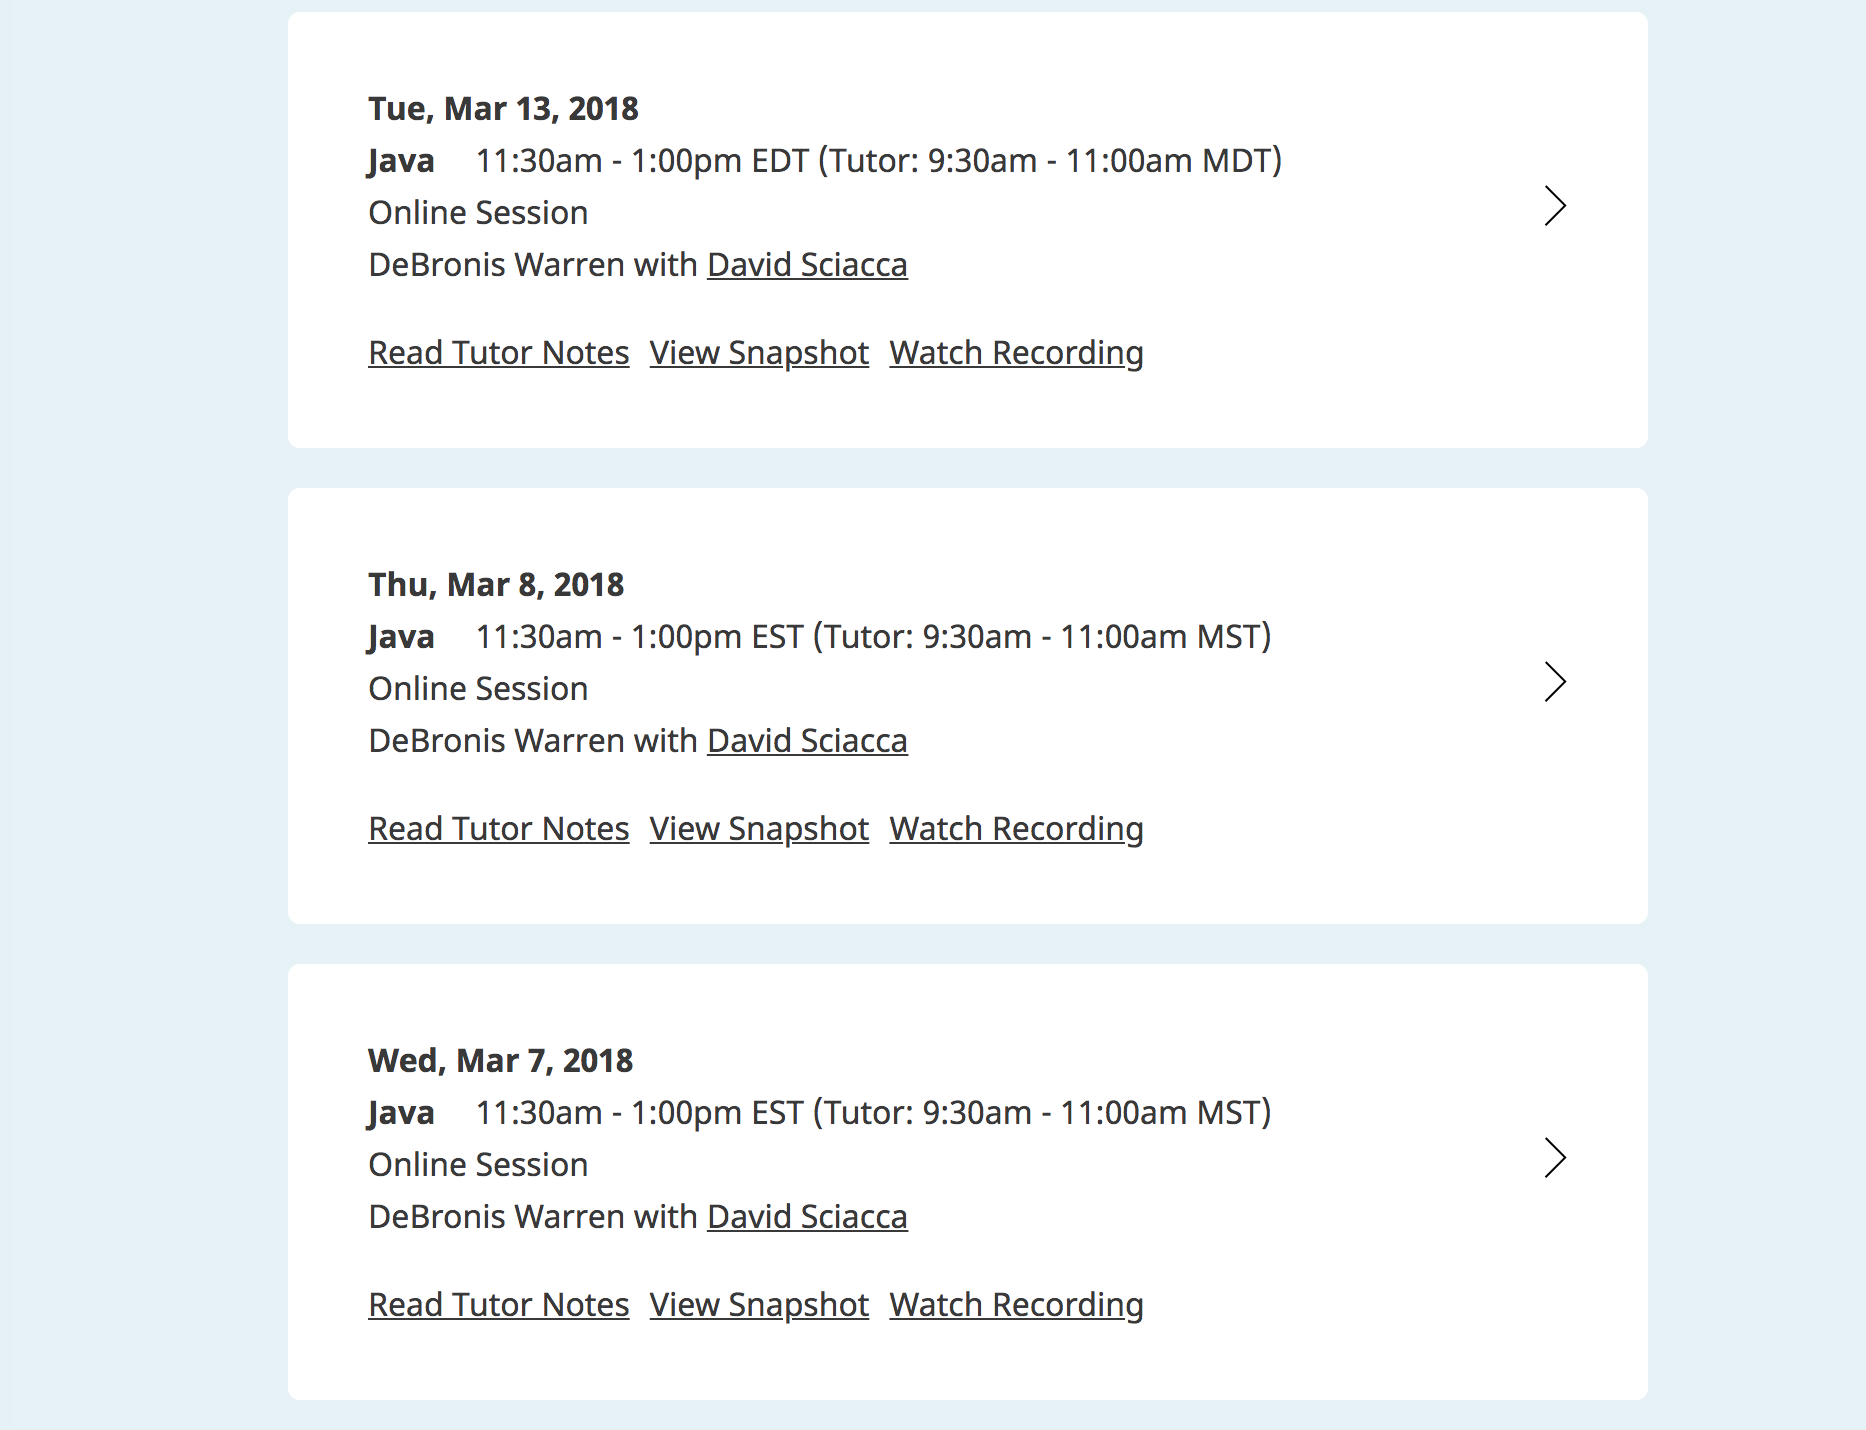 Tue, Mar 13, 2018
Java 11:30am - 1:00pm EDT (Tutor: 9:30am - 11:00am MDT)
Online Session
DeBronis Warren with David Sciacca
Read Tutor Notes View Snapshot Watch Recording
Thu, Mar 8, 2018
Java 11:30am - 1:00pm EST (Tutor: 9:30am - 11:00am MST)
Online Session
DeBronis Warren with David Sciacca
Read Tutor Notes View Snapshot Watch Recording
Wed, Mar 7, 2018
Java 11:30am - 1:00pm EST (Tutor: 9:30am - 11:00am MST)
Online Session
DeBronis Warren with David Sciacca
Read Tutor Notes View Snapshot Watch Recording